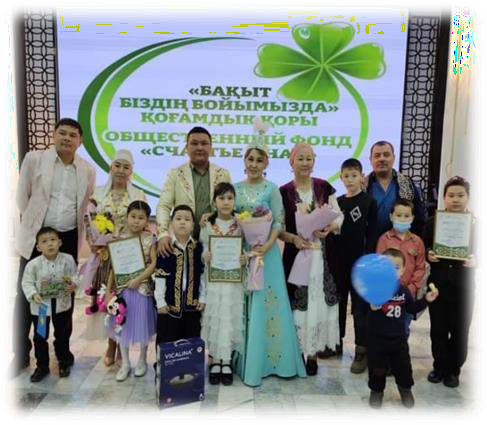 «БАҚЫТ
БІЗДІҢ БОЙЫМЫЗДА»
ҚОҒАМДЫҚ ҚОРЫ
ОБЩЕСТВЕННЫЙ ФОНД
«СЧАСТЬЕ
VICALINA
28